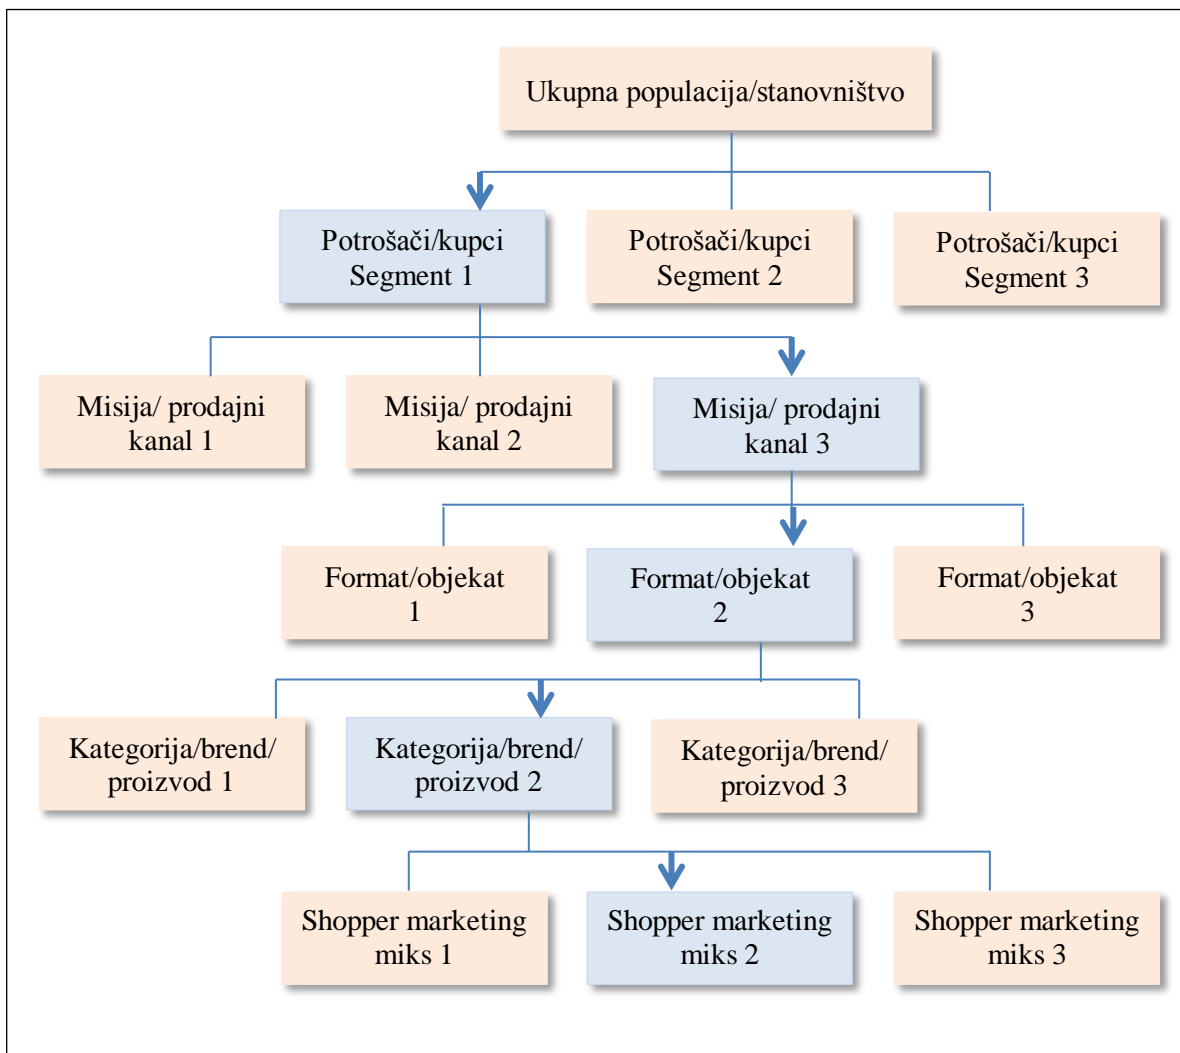 Ukupna populacija/stanovništvo
Potrošači/kupci
Segment 1
Potrošači/kupci
Segment 2
Potrošači/kupci
Segment 3
Misija/ prodajni
kanal 1
Misija/ prodajni
kanal 2
Misija/ prodajni
kanal 3
Format/objekat
1
Format/objekat
2
Format/objekat
3
Kategorija/brend/
proizvod 1
Kategorija/brend/
proizvod 2
Kategorija/brend/
proizvod 3
Shopper marketing
miks 1
Shopper marketing
miks 2
Shopper marketing
miks 3